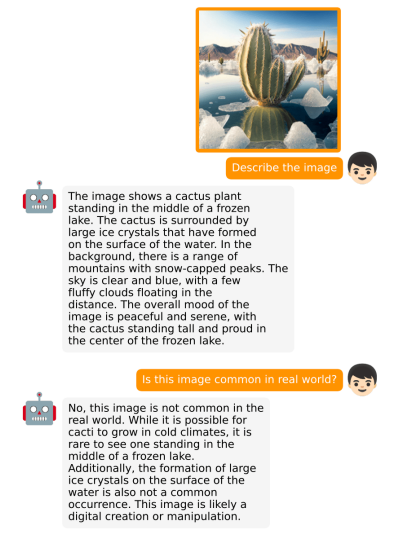 Describe the image
The image shows a cactus plant
standing in the middle of a frozen
lake. The cactus is surrounded by
large ice crystals that have formed
on the surface of the water. In the
background, there is a range of
mountains with snow-capped peaks. The
sky is clear and blue, with a few
fluffy clouds floating in the
distance. The overall mood of the
image is peaceful and serene, with
the cactus standing tall and proud in
the center of the frozen lake.
Is this image common in real world?
No, this image is not common in the
real world. While it is possible for
cacti to grow in cold climates, it is
rare to see one standing in the
middle of a frozen lake.
Additionally, the formation of large
ice crystals on the surface of the
water is also not a common
occurrence. This image is likely a
digital creation or manipulation.